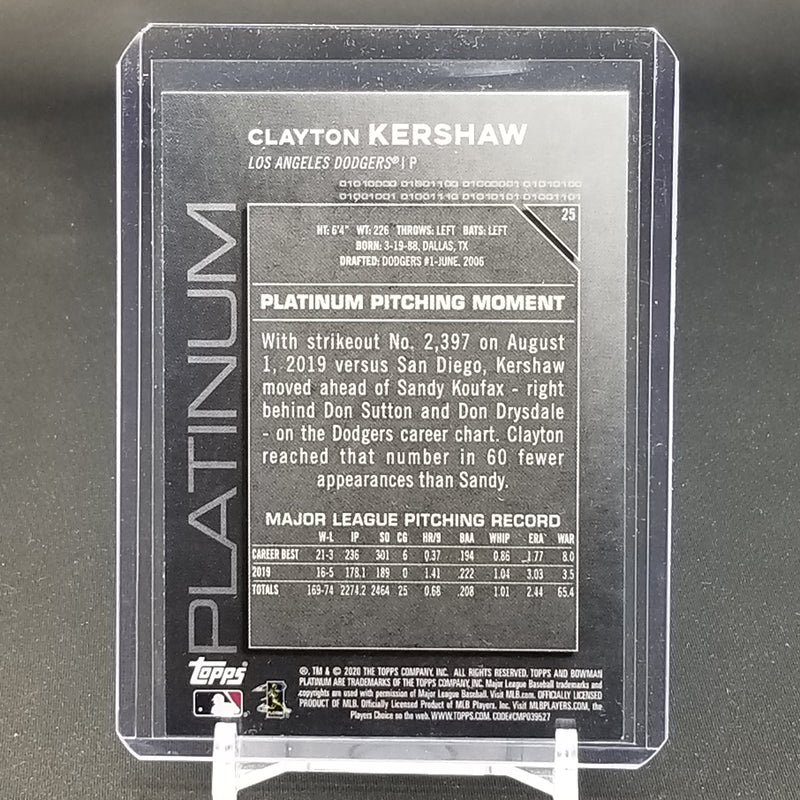 CLAYTON KERSHAW
LOS ANGELES DODGERS® | P
01010000 01001100 01000001 01010100
01001001 01001110 01010101 01001101
25
HT: 6'4" WT: 226 THROWS: LEFT BATS: LEFT
BORN: 3-19-88, DALLAS, TX
DRAFTED: DODGERS #1-JUNE, 2006
PLATINUM
PLATINUM PITCHING MOMENT
With strikeout No. 2,397 on August
1, 2019 versus San Diego, Kershaw
moved ahead of Sandy Koufax - right
behind Don Sutton and Don Drysdale
- on the Dodgers career chart. Clayton
reached that number in 60 fewer
appearances than Sandy.
MAJOR LEAGUE PITCHING RECORD
W-L IP SO CG HR/9 BAA WHIP ERA WAR
CAREER BEST 21-3 236 301 6 0.37 .194 0.86 1.77 8.0
2019 16-5 178.1 189 0 1.41 .222 1.04 3.03 3.5
TOTALS 169-74 2274.2 2464 25 0.68 .208 1.01 2.44 65.4
topps®
®, TM & © 2020 THE TOPPS COMPANY, INC. ALL RIGHTS RESERVED. TOPPS AND BOWMAN
PLATINUM ARE TRADEMARKS OF THE TOPPS COMPANY, INC. Major League Baseball trademarks and
copyrights are used with permission of Major League Baseball. Visit MLB.com. OFFICIALLY LICENSED
PRODUCT OF MLB. Officially Licensed Product of MLB Players, Inc. Visit MLBPLAYERS.COM, the
Players Choice on the web. WWW.TOPPS.COM. CODE#CMP039527